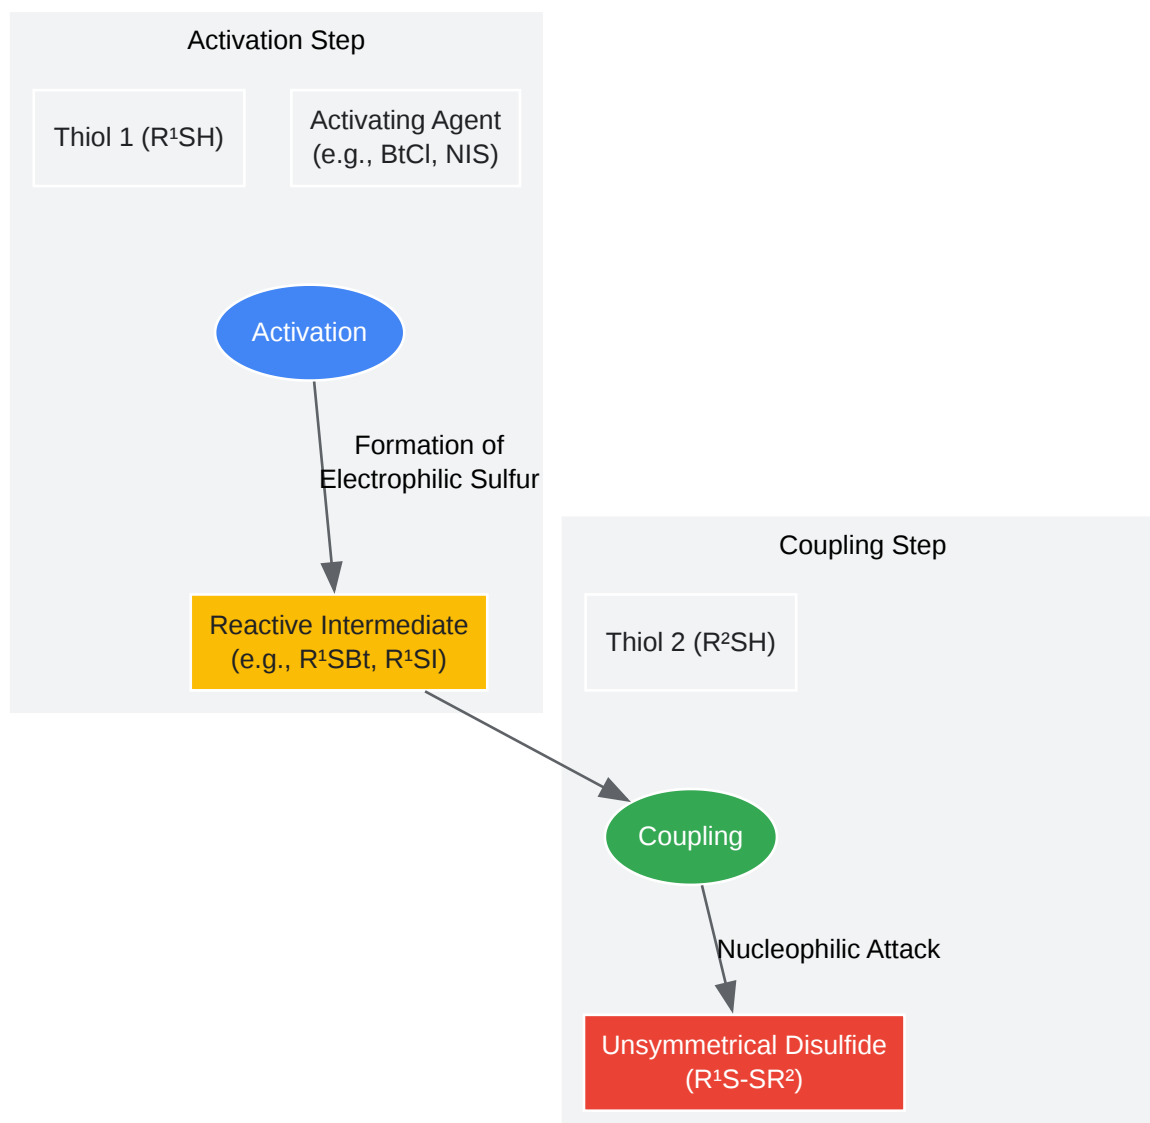 Activation Step
Thiol 1 (R¹SH)
Activating Agent
(e.g., BtCl, NIS)
Activation
Formation of
Electrophilic Sulfur
Reactive Intermediate
(e.g., R¹SBt, R¹SI)
Coupling Step
Thiol 2 (R²SH)
Coupling
Nucleophilic Attack
Unsymmetrical Disulfide
(R¹S-SR²)